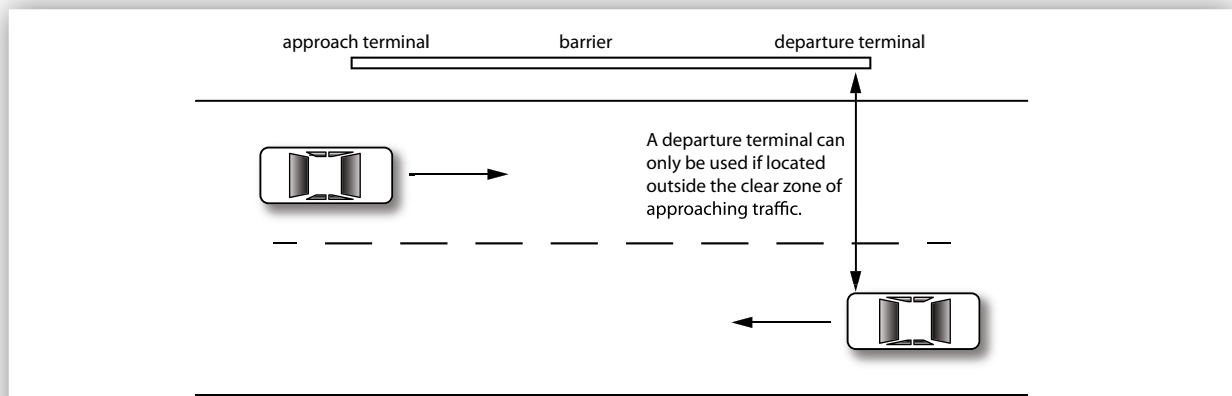 approach terminal
barrier
departure terminal
A departure terminal can
only be used if located
outside the clear zone of
approaching traffic.